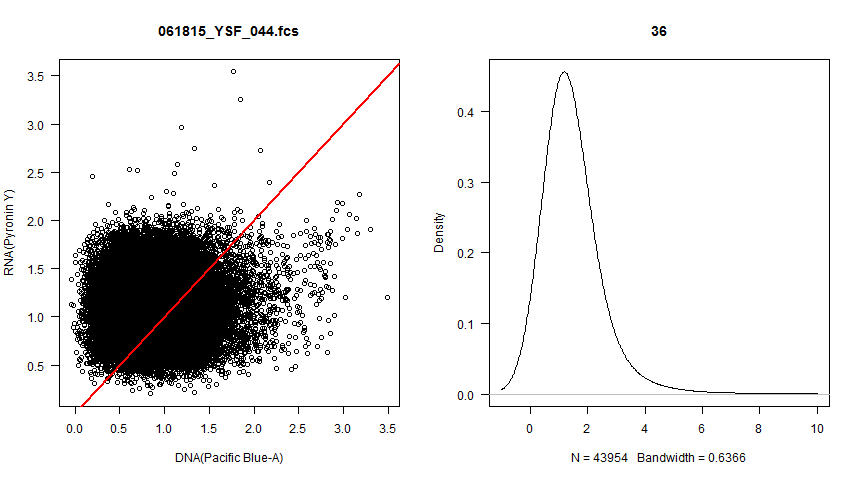 061815_YSF_044.fcs
RNA(Pyronin Y)
3.5
3.0
2.5
2.0
1.5
1.0
0.5
0.0 0.5 1.0 1.5 2.0 2.5 3.0 3.5
DNA(Pacific Blue-A)
36
Density
0.4
0.3
0.2
0.1
0.0
0 2 4 6 8 10
N = 43954 Bandwidth = 0.6366